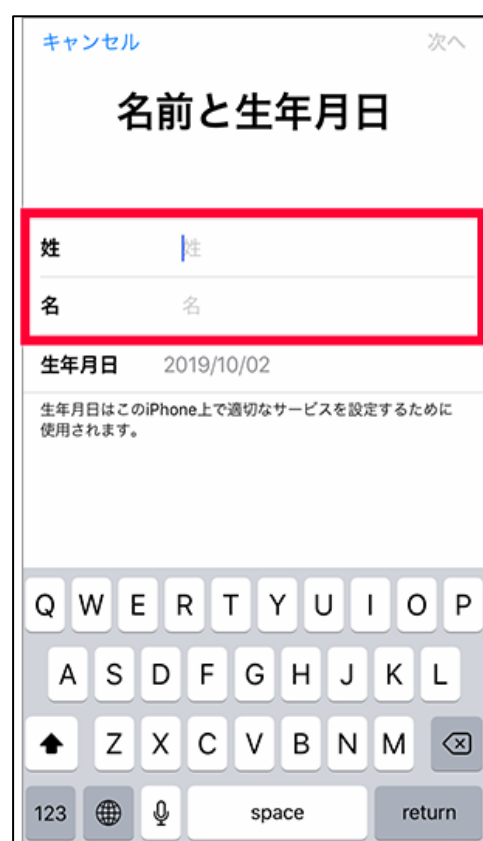 キャンセル 次へ
名前と生年月日
姓 姓
名 名
生年月日 2019/10/02
生年月日はこのiPhone上で適切なサービスを設定するために
使用されます。
Q W E R T Y U I O P
A S D F G H J K L
Z X C V B N M
123 space return